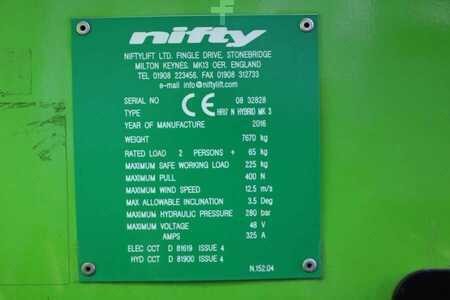 nifty
NIFTYLIFT LTD. FINGLE DRIVE, STONEBRIDGE
MILTON KEYNES, MK13 OER, ENGLAND
TEL 01908 223456, FAX 01908 312733
e-mail info@niftylift.com
SERIAL NO 08 32828
TYPE CE HR17 N HYBRID MK 3
YEAR OF MANUFACTURE 2016
WEIGHT 7670 kg
RATED LOAD 2 PERSONS + 65 kg
MAXIMUM SAFE WORKING LOAD 225 kg
MAXIMUM PULL 400 N
MAXIMUM WIND SPEED 12.5 m/s
MAX ALLOWABLE INCLINATION 3.5 Deg
MAXIMUM HYDRAULIC PRESSURE 280 bar
MAXIMUM VOLTAGE 48 V
AMPS 325 A
ELEC CCT D 81619 ISSUE 4
HYD CCT D 81900 ISSUE 4
N.152.04